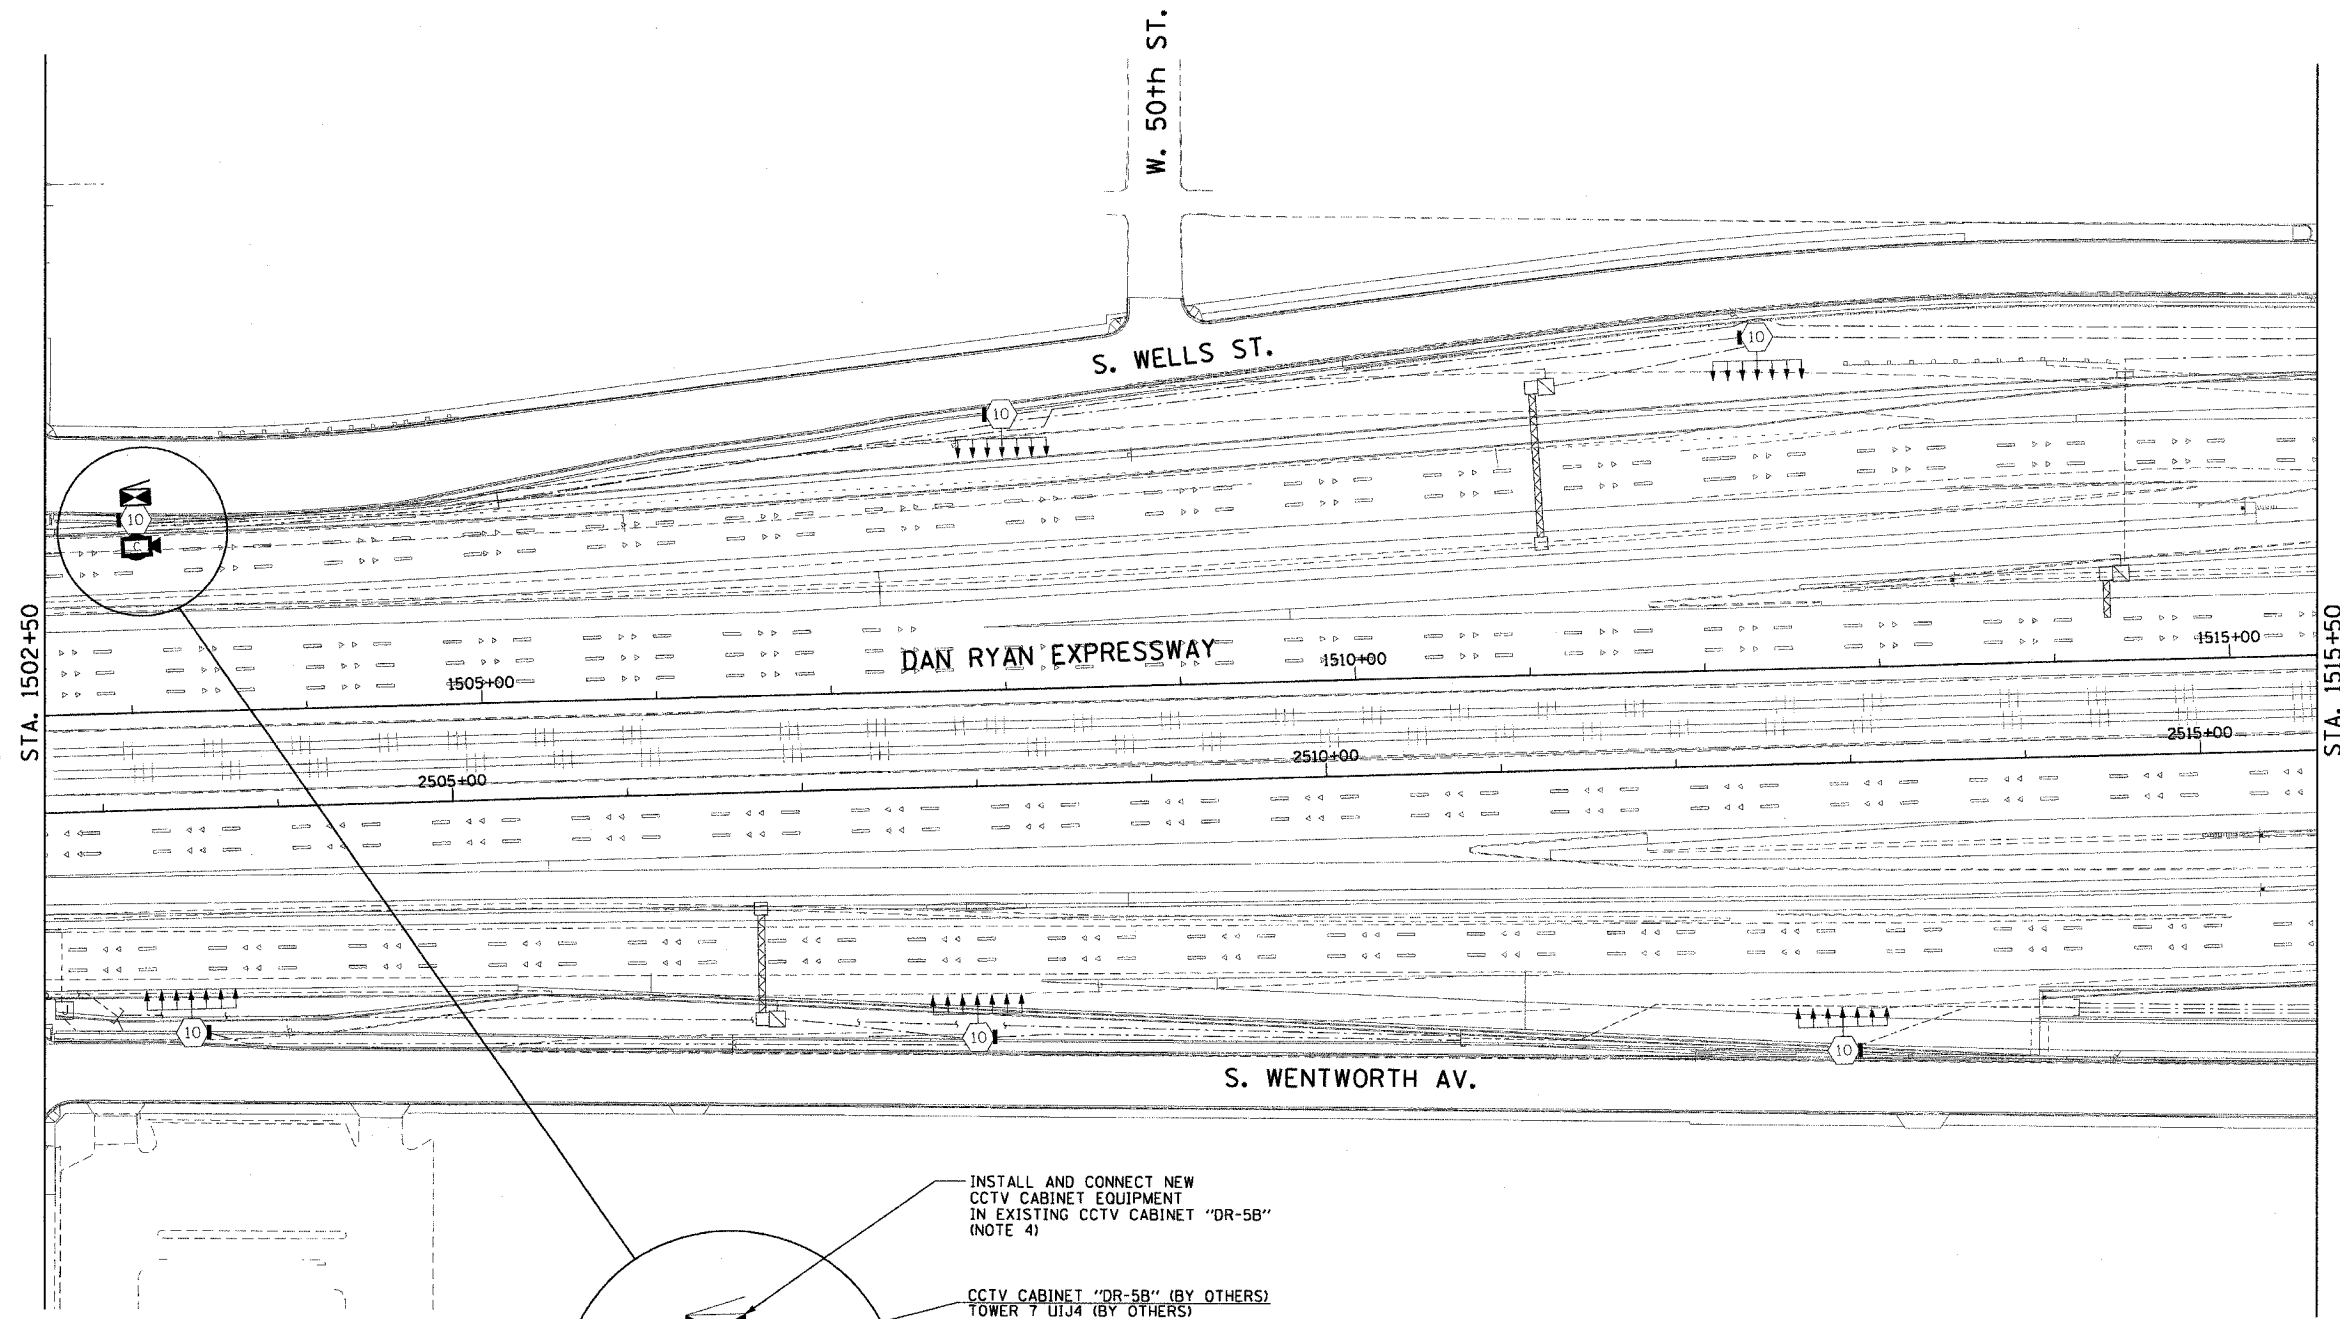 W. 50th ST.
S. WELLS ST.
10
10
10
C
STA. 1502+50
STA. 1515+50
DAN RYAN EXPRESSWAY
1505+00
1510+00
1515+00
2505+00
2510+00
2515+00
J
10
10
10
S. WENTWORTH AV.
INSTALL AND CONNECT NEW
CCTV CABINET EQUIPMENT
IN EXISTING CCTV CABINET "DR-5B"
(NOTE 4)
CCTV CABINET "DR-5B" (BY OTHERS)
TOWER 7 UIJ4 (BY OTHERS)